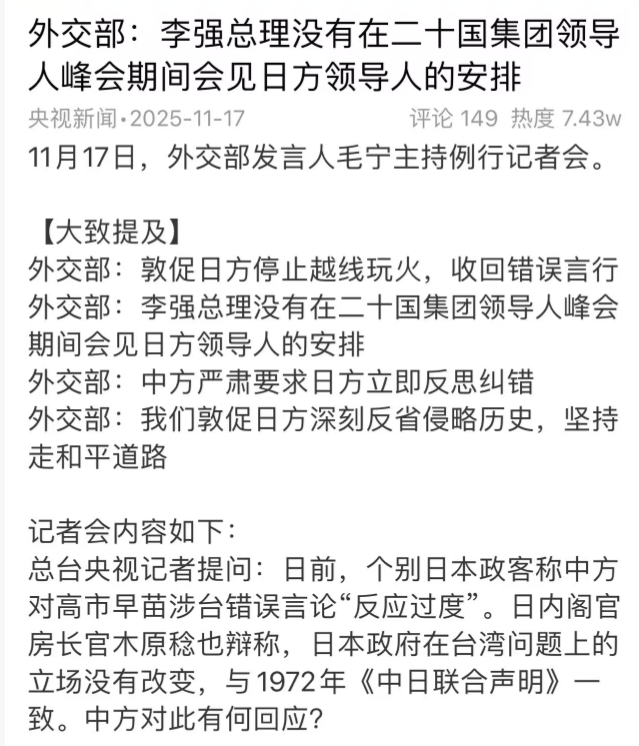 外交部：李强总理没有在二十国集团领导
人峰会期间会见日方领导人的安排
央视新闻·2025-11-17 评论 149 热度 7.43w
11月17日，外交部发言人毛宁主持例行记者会。
【大致提及】
外交部：敦促日方停止越线玩火，收回错误言行
外交部：李强总理没有在二十国集团领导人峰会
期间会见日方领导人的安排
外交部：中方严肃要求日方立即反思纠错
外交部：我们敦促日方深刻反省侵略历史，坚持
走和平道路
记者会内容如下：
总台央视记者提问：日前，个别日本政客称中方
对高市早苗涉台错误言论“反应过度”。日内阁官
房长官木原稔也辩称，日本政府在台湾问题上的
立场没有改变，与1972年《中日联合声明》一
致。中方对此有何回应？